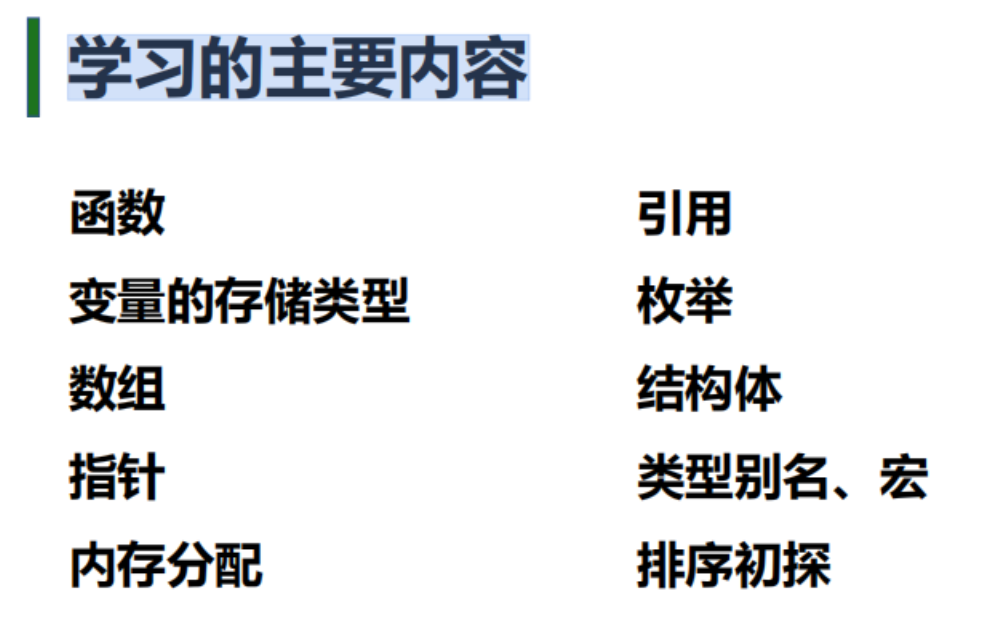 学习的主要内容
函数
变量的存储类型
数组
指针
内存分配
引用
枚举
结构体
类型别名、宏
排序初探